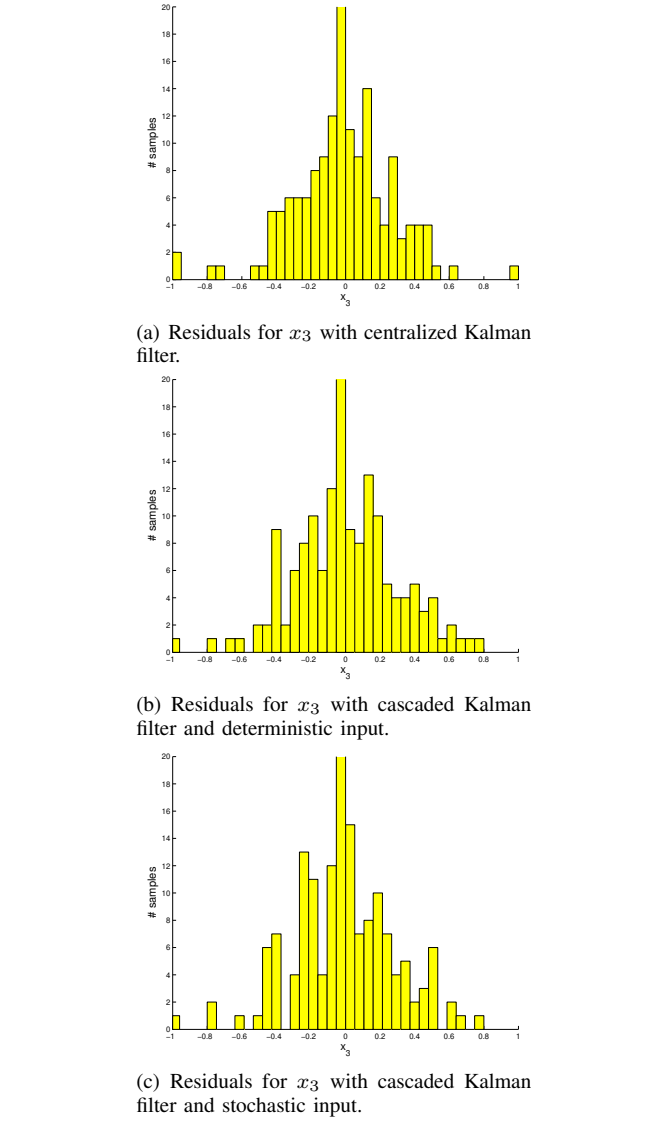 20
18
16
14
12
10
8
6
4
2
0
# samples
−1 −0.8 −0.6 −0.4 −0.2 0 0.2 0.4 0.6 0.8 1
x3
(a) Residuals for x3 with centralized Kalman
filter.
20
18
16
14
12
10
8
6
4
2
0
# samples
−1 −0.8 −0.6 −0.4 −0.2 0 0.2 0.4 0.6 0.8 1
x3
(b) Residuals for x3 with cascaded Kalman
filter and deterministic input.
20
18
16
14
12
10
8
6
4
2
0
# samples
−1 −0.8 −0.6 −0.4 −0.2 0 0.2 0.4 0.6 0.8 1
x3
(c) Residuals for x3 with cascaded Kalman
filter and stochastic input.